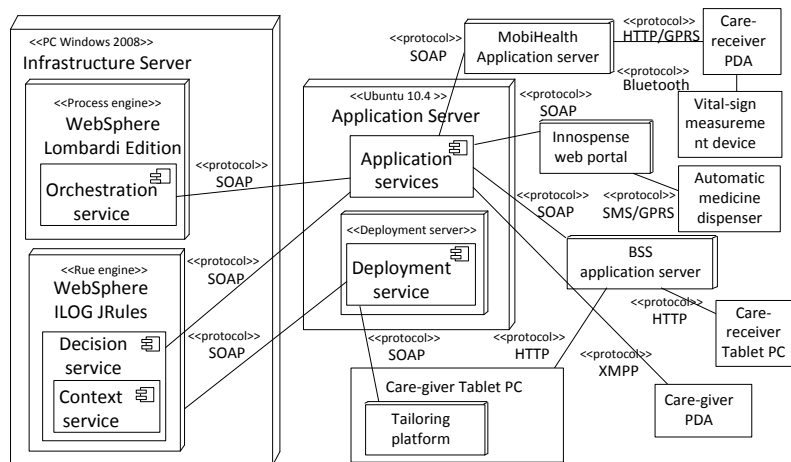 <<PC Windows 2008>>
Infrastructure Server
<<Process engine>>
WebSphere
Lombardi Edition
Orchestration
service
<<Rue engine>>
WebSphere
ILOG JRules
Decision
service
Context
service
<<protocol>>
SOAP
<<protocol>>
SOAP
<<protocol>>
SOAP
<<Ubuntu 10.4 >>
Application Server
Application
services
<<Deployment server>>
Deployment
service
<<protocol>>
SOAP
<<protocol>>
HTTP
Care-giver Tablet PC
Tailoring
platform
<<protocol>>
SOAP
MobiHealth
Application server
<<protocol>>
HTTP/GPRS
Care-
receiver
PDA
<<protocol>>
Bluetooth
Vital-sign
measureme
nt device
<<protocol>>
SOAP
Innospense
web portal
<<protocol>>
SMS/GPRS
Automatic
medicine
dispenser
<<protocol>>
SOAP
BSS
application server
<<protocol>>
HTTP
Care-
receiver
Tablet PC
<<protocol>>
XMPP
Care-giver
PDA